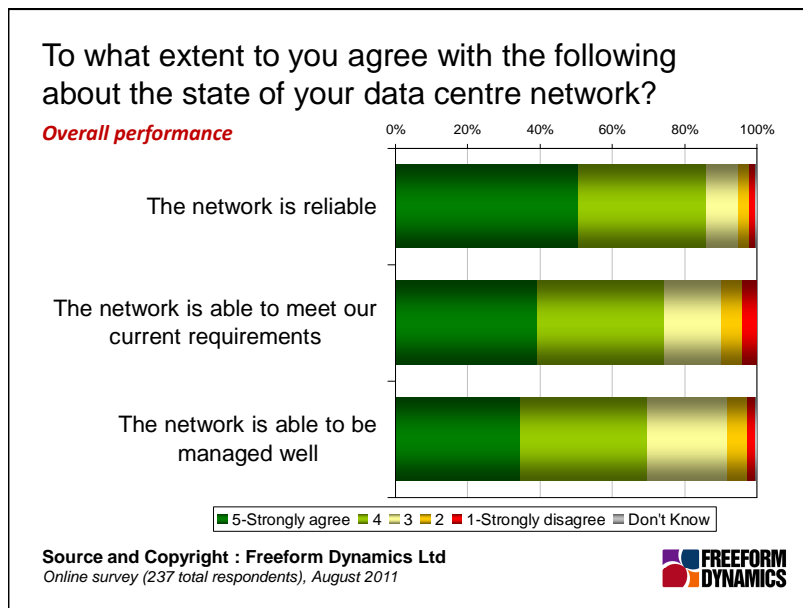 To what extent to you agree with the following
about the state of your data centre network?
Overall performance
0% 20% 40% 60% 80% 100%
The network is reliable
The network is able to meet our
current requirements
The network is able to be
managed well
5-Strongly agree 4 3 2 1-Strongly disagree Don't Know
Source and Copyright : Freeform Dynamics Ltd
Online survey (237 total respondents), August 2011
FREEFORM
DYNAMICS